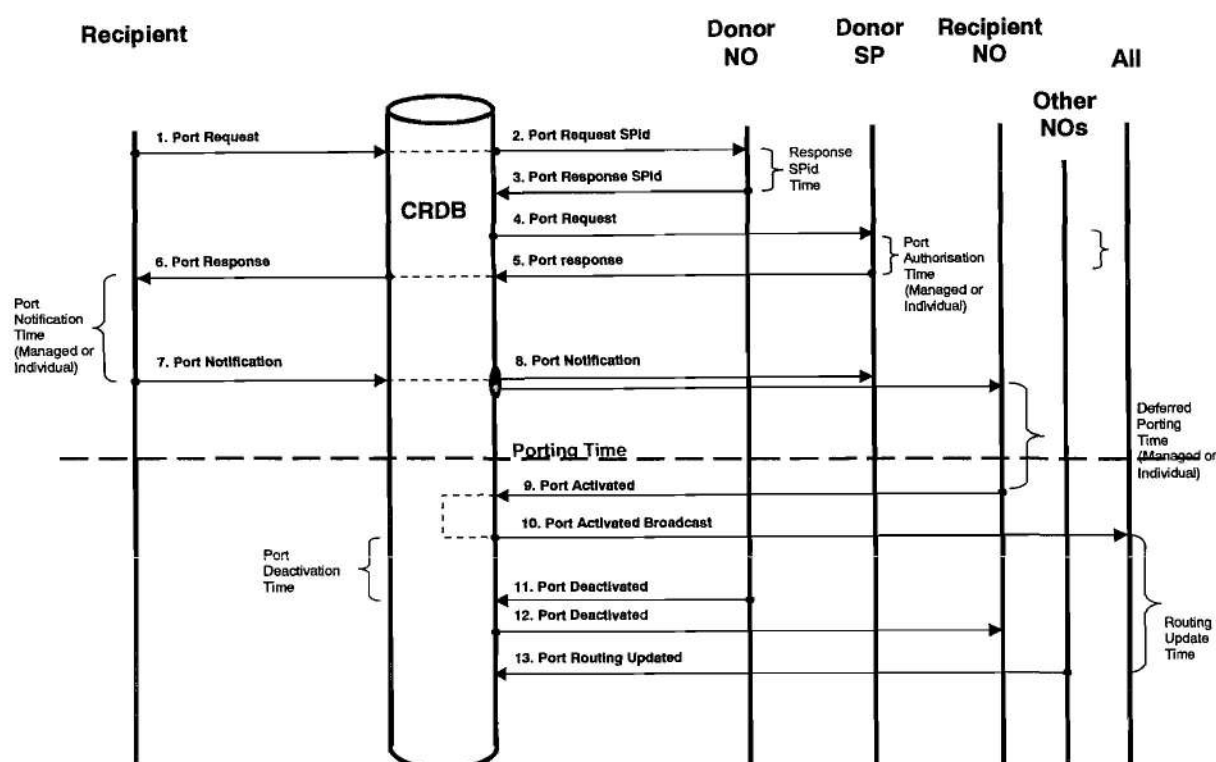 Recipient
Donor
NO
Donor
SP
Recipient
NO
All
Other
NOs
1. Port Request
2. Port Request SPid
Response
SPid
Time
3. Port Response SPid
CRDB
4. Port Request
Port
Authorisation
Time
(Managed or
Individual)
5. Port response
6. Port Response
Port
Notification
Time
(Managed or
Individual)
7. Port Notification
8. Port Notification
Deferred
Porting
Time
(Managed or
Individual)
Porting Time
9. Port Activated
10. Port Activated Broadcast
Port
Deactivation
Time
11. Port Deactivated
12. Port Deactivated
Routing
Update
Time
13. Port Routing Updated